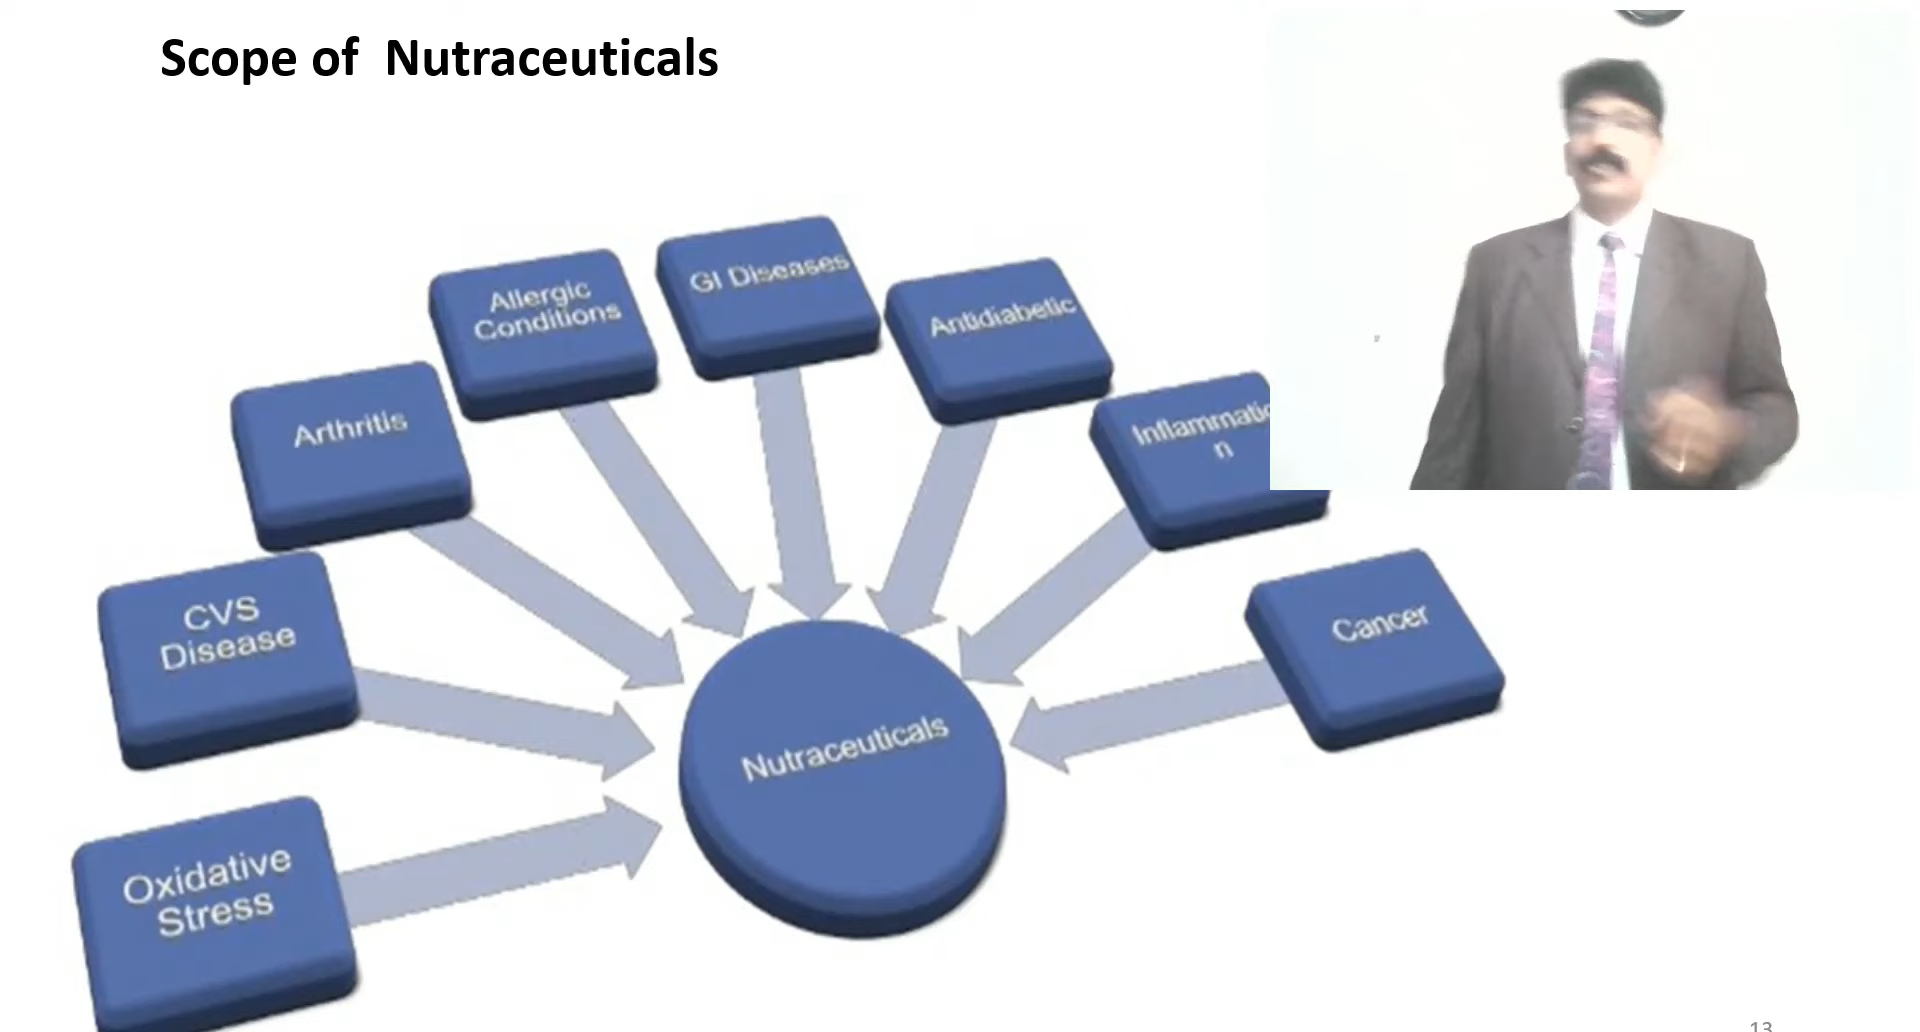 Scope of Nutraceuticals
GI Diseases
Allergic
Conditions
Antidiabetic
Arthritis
Inflammatio
n
CVS
Disease
Cancer
Nutraceuticals
Oxidative
Stress
13